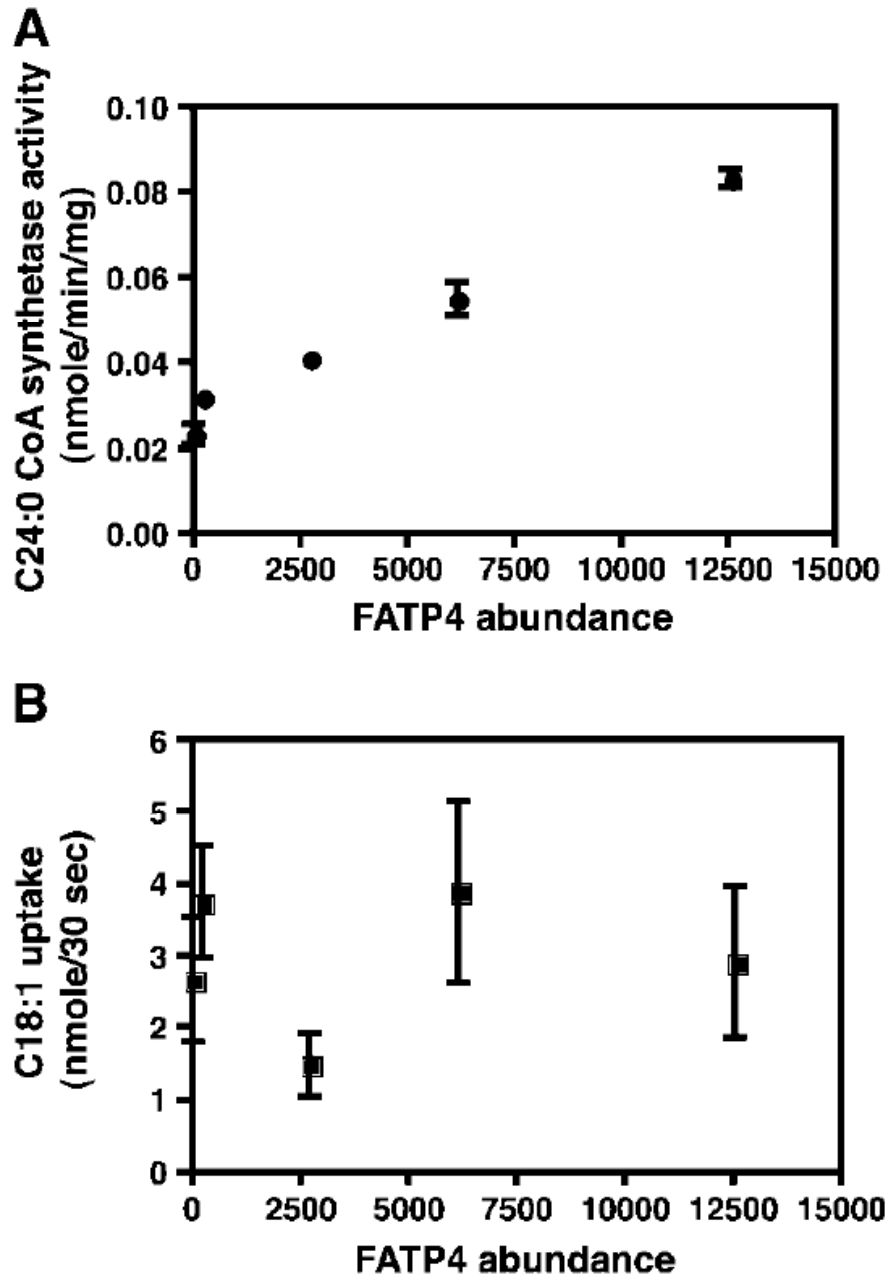 A
C24:0 CoA synthetase activity
(nmole/min/mg)
0.10
0.08
0.06
0.04
0.02
0.00
0 2500 5000 7500 10000 12500 15000
FATP4 abundance
B
C18:1 uptake
(nmole/30 sec)
6
5
4
3
2
1
0
0 2500 5000 7500 10000 12500 15000
FATP4 abundance